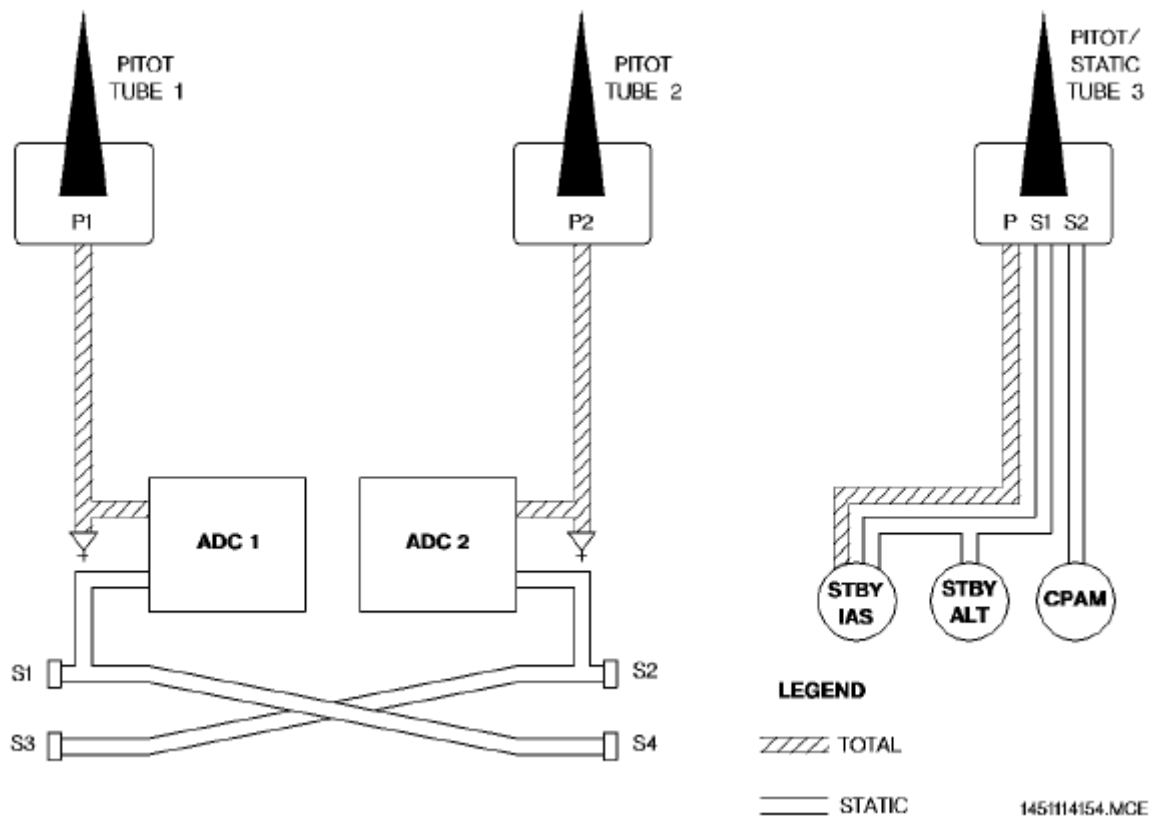 PITOT
TUBE 1
PITOT
TUBE 2
PITOT/
STATIC
TUBE 3
P1
P2
P S1 S2
ADC 1
ADC 2
STBY
IAS
STBY
ALT
CPAM
S1
S2
S3
S4
LEGEND
TOTAL
STATIC
1451114154.MCE